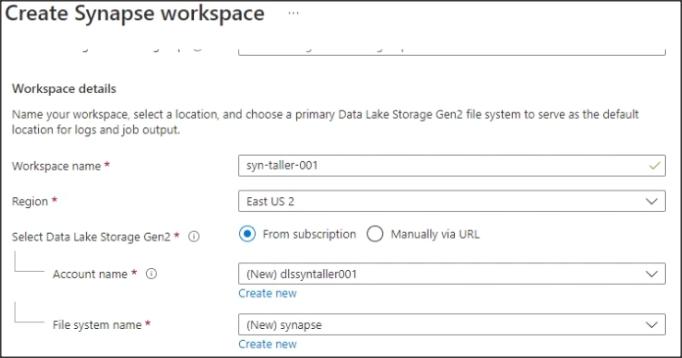 Create Synapse workspace ...
Workspace details
Name your workspace, select a location, and choose a primary Data Lake Storage Gen2 file system to serve as the default
location for logs and job output.
Workspace name *
syn-taller-001
Region *
East US 2
Select Data Lake Storage Gen2 *
From subscription
Manually via URL
Account name *
(New) dlssyntaller001
Create new
File system name *
(New) synapse
Create new